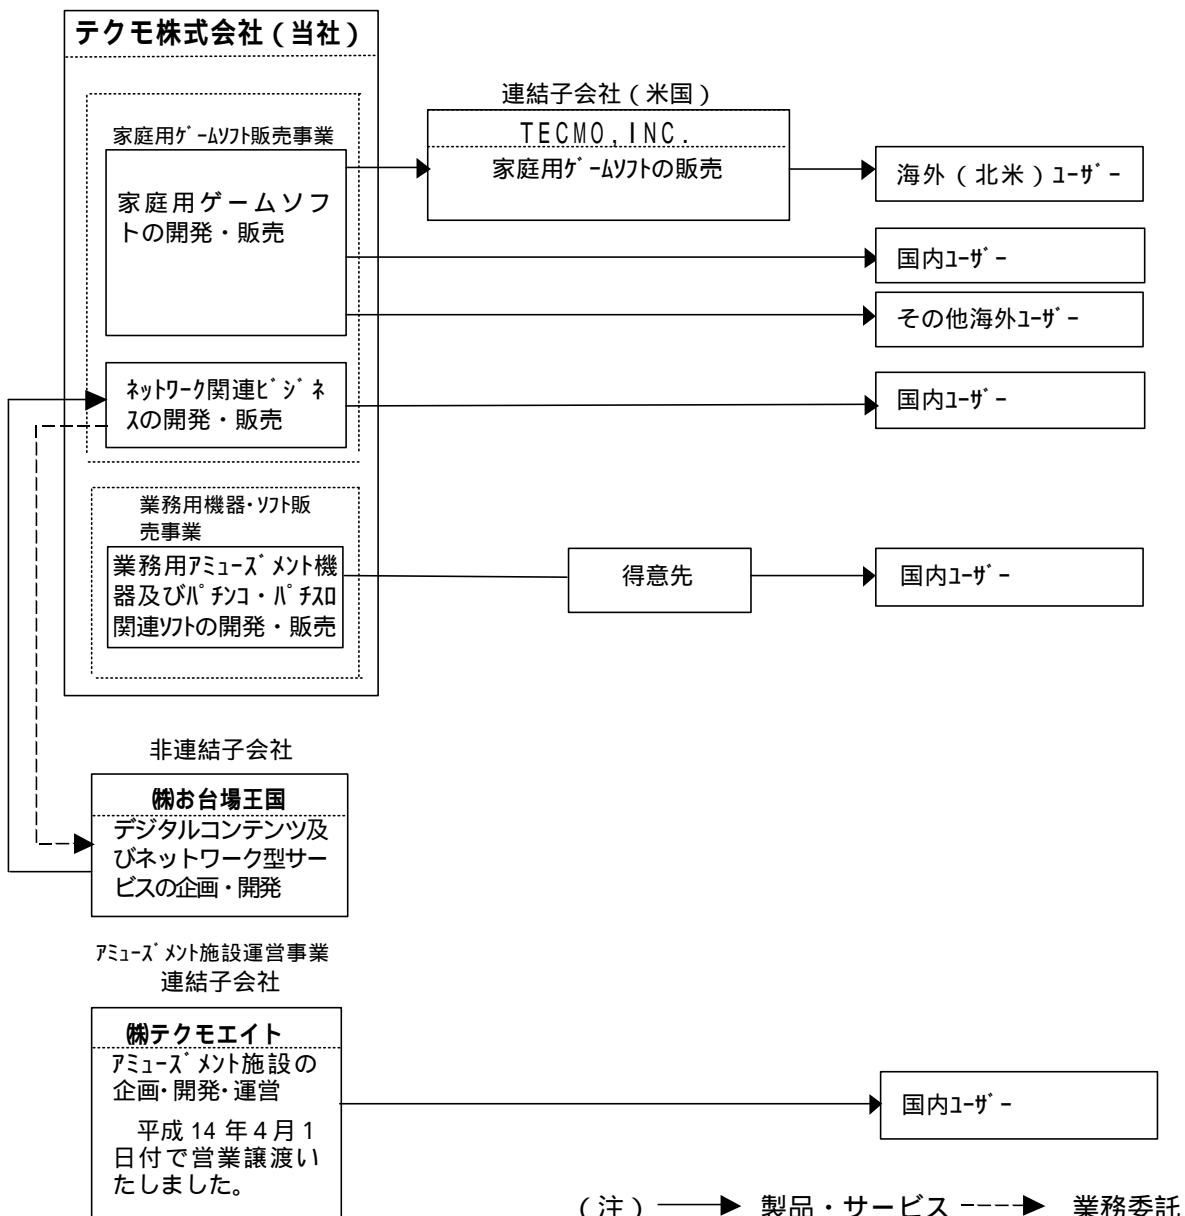 テクモ株式会社（当社）
連結子会社（米国）
家庭用ｹﾞｰﾑｿﾌﾄ販売事業
TECMO,INC.
家庭用ｹﾞｰﾑｿﾌﾄの販売
海外（北米）ﾕｰｻﾞｰ
家庭用ゲームソフ
トの開発・販売
国内ﾕｰｻﾞｰ
その他海外ﾕｰｻﾞｰ
ﾈｯﾄﾜｰｸ関連ﾋﾞｼﾞﾈ
ｽの開発・販売
国内ﾕｰｻﾞｰ
業務用機器・ｿﾌﾄ販
売事業
業務用ｱﾐｭｰｽﾞﾒﾝﾄ機
器及びﾊﾟﾁﾝｺ・ﾊﾟﾁｽﾛ
関連ｿﾌﾄの開発・販売
得意先
国内ﾕｰｻﾞｰ
非連結子会社
㈱お台場王国
デジタルコンテンツ及
びネットワーク型サー
ビスの企画・開発
ｱﾐｭｰｽﾞﾒﾝﾄ施設運営事業
連結子会社
㈱テクモエイト
ｱﾐｭｰｽﾞﾒﾝﾄ施設の
企画・開発・運営
平成14年4月1
日付で営業譲渡い
たしました。
国内ﾕｰｻﾞｰ
（注）製品・サービス 業務委託